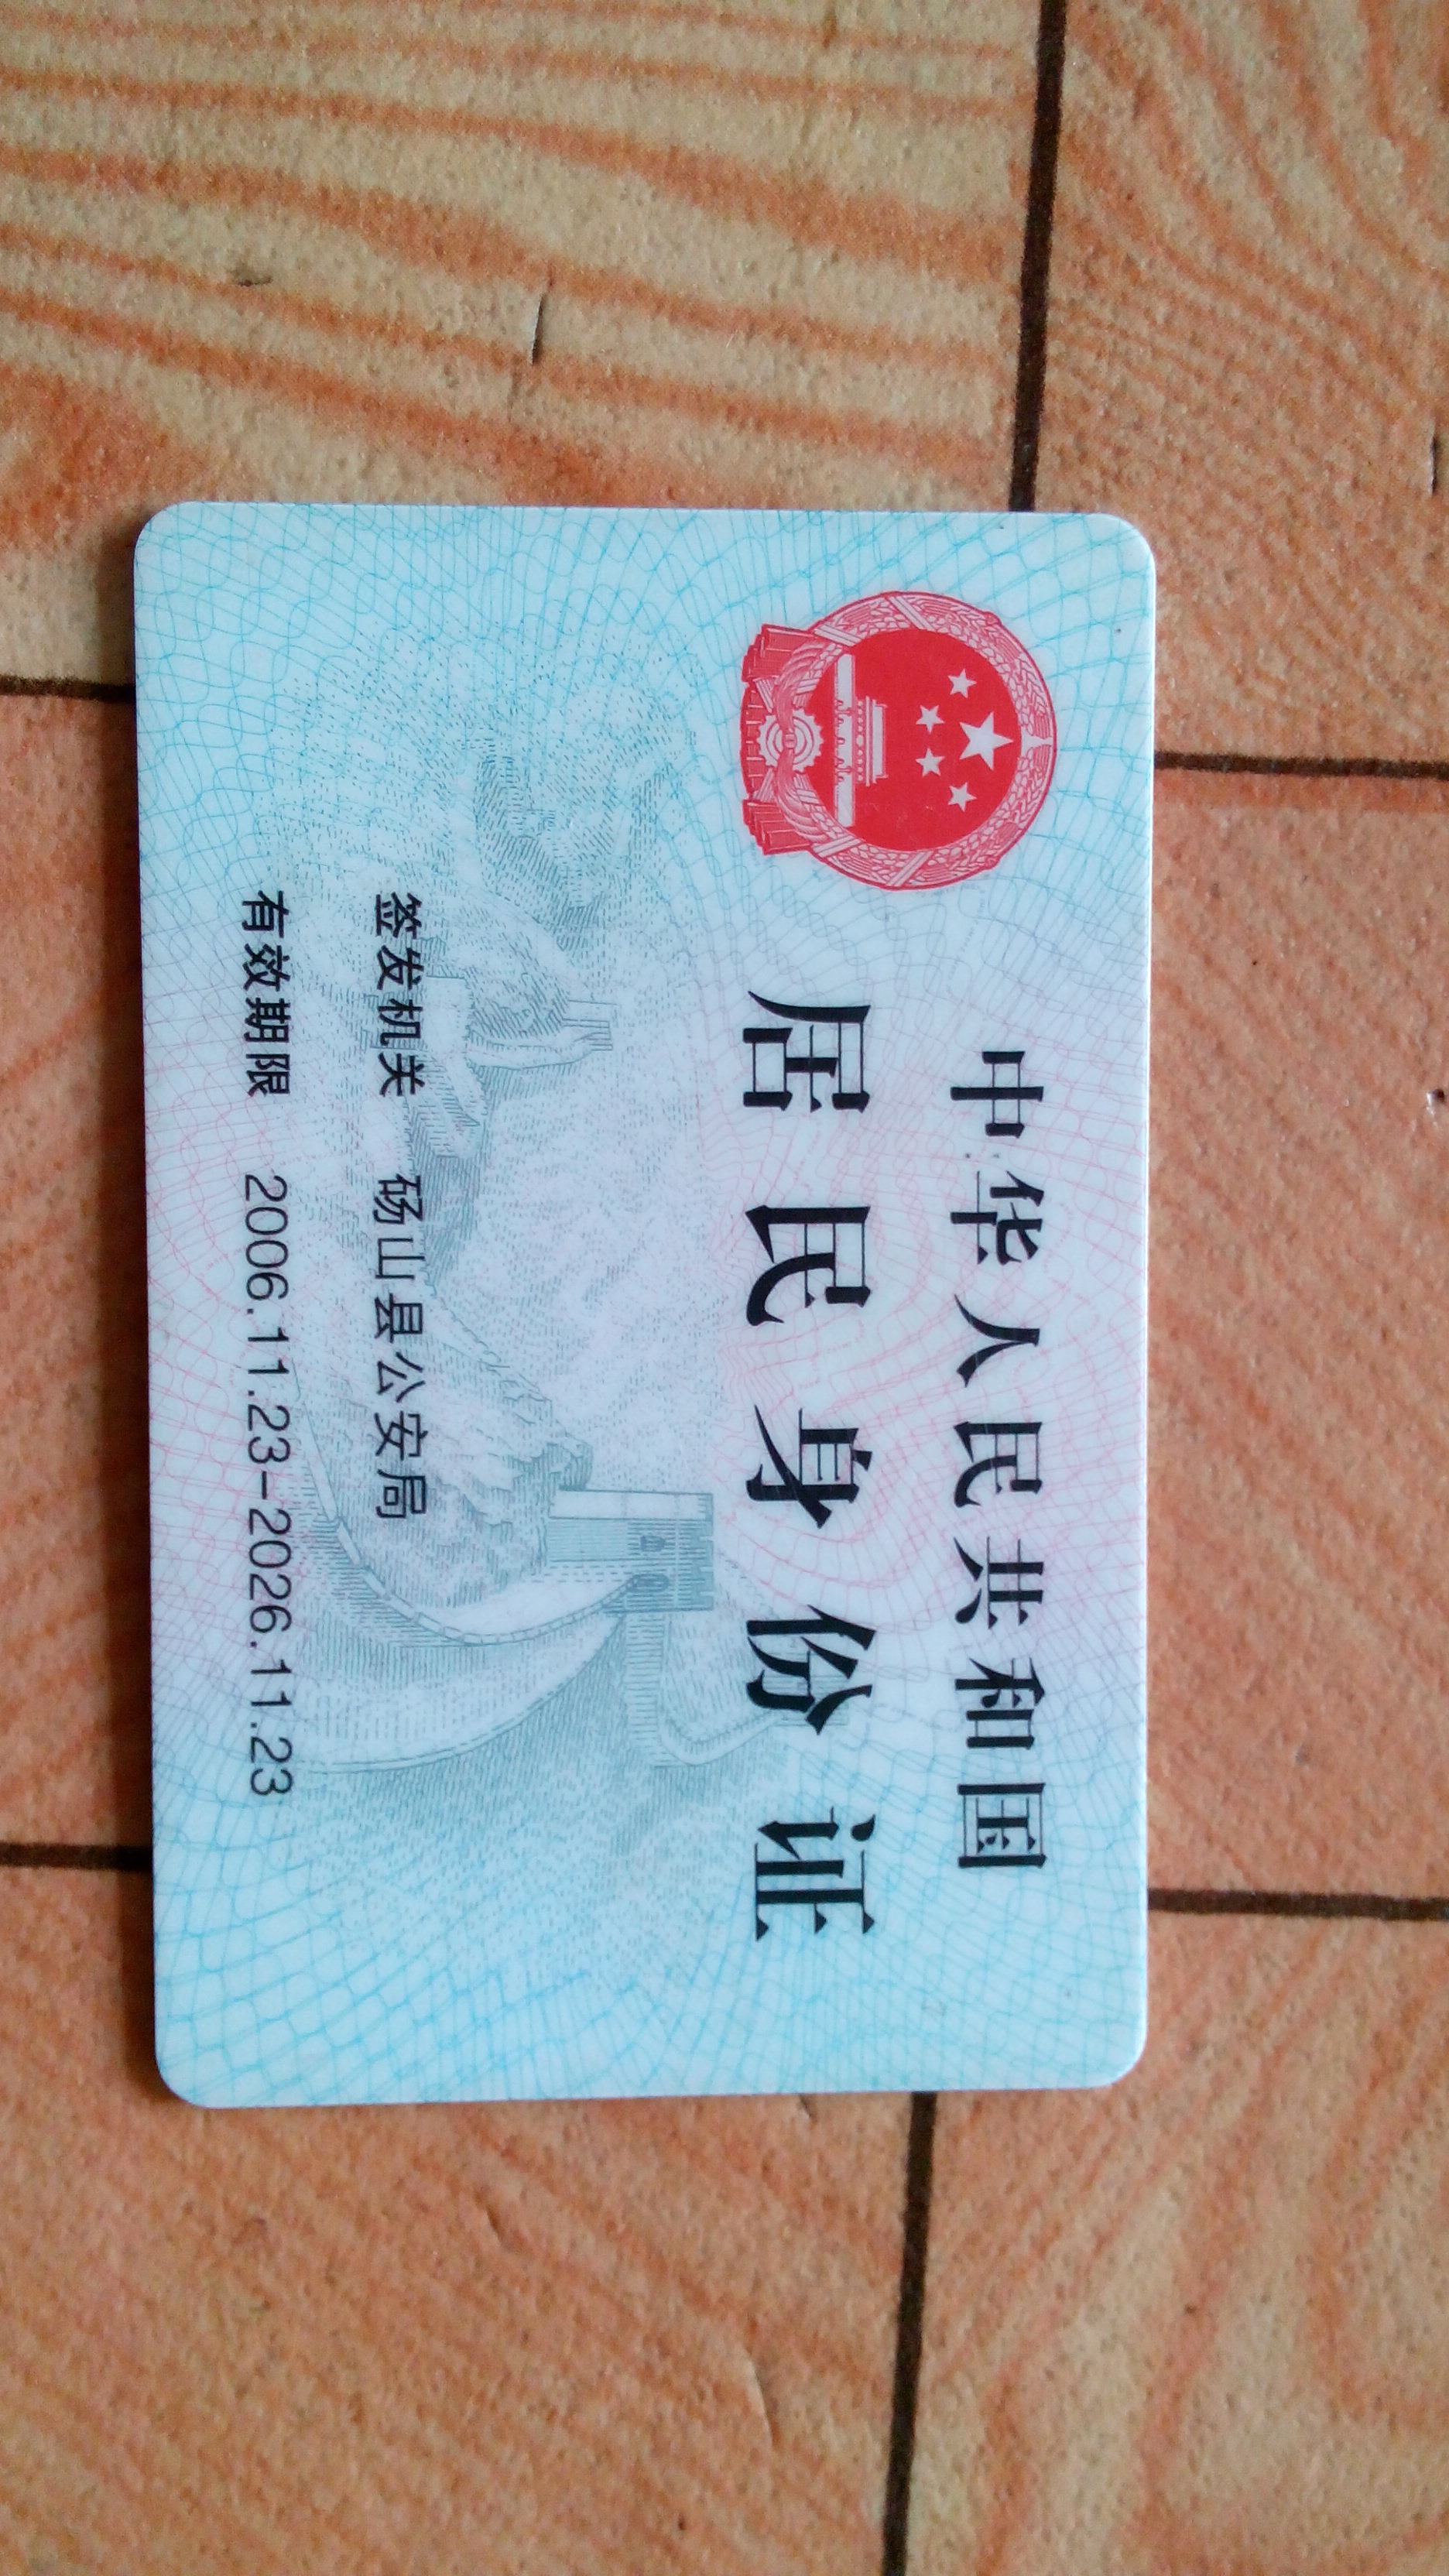 中华人民共和国
居民身份证
签发机关 砀山县公安局
有效期限 2006.11.23-2026.11.23